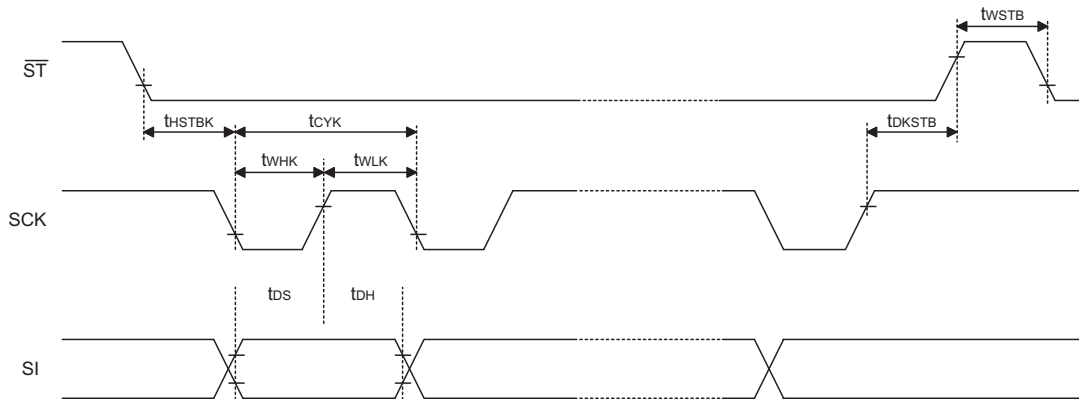 tWSTB
ST
tHSTBK tCYK tDKSTB
tWHK tWLK
SCK
tDS tDH
SI